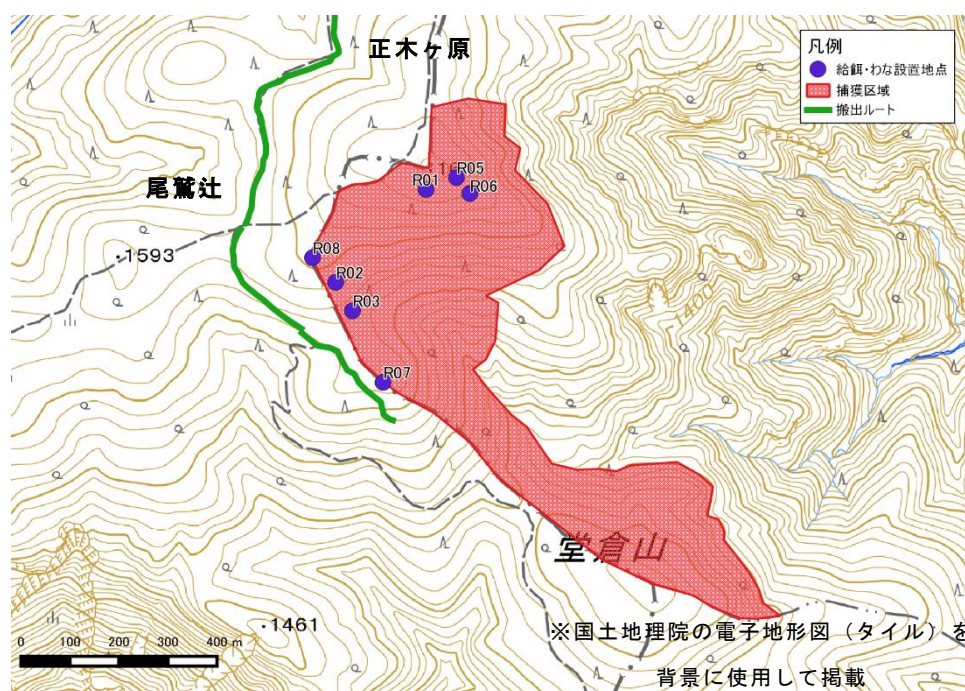 正木ヶ原
凡例
給餌・わな設置地点
捕獲区域
搬出ルート
尾鷲辻
R05
R01
R06
1593
R08
R02
R03
1400
R07
堂倉山
1461
0 100 200 300 400 m
※国土地理院の電子地形図（タイル）を
背景に使用して掲載